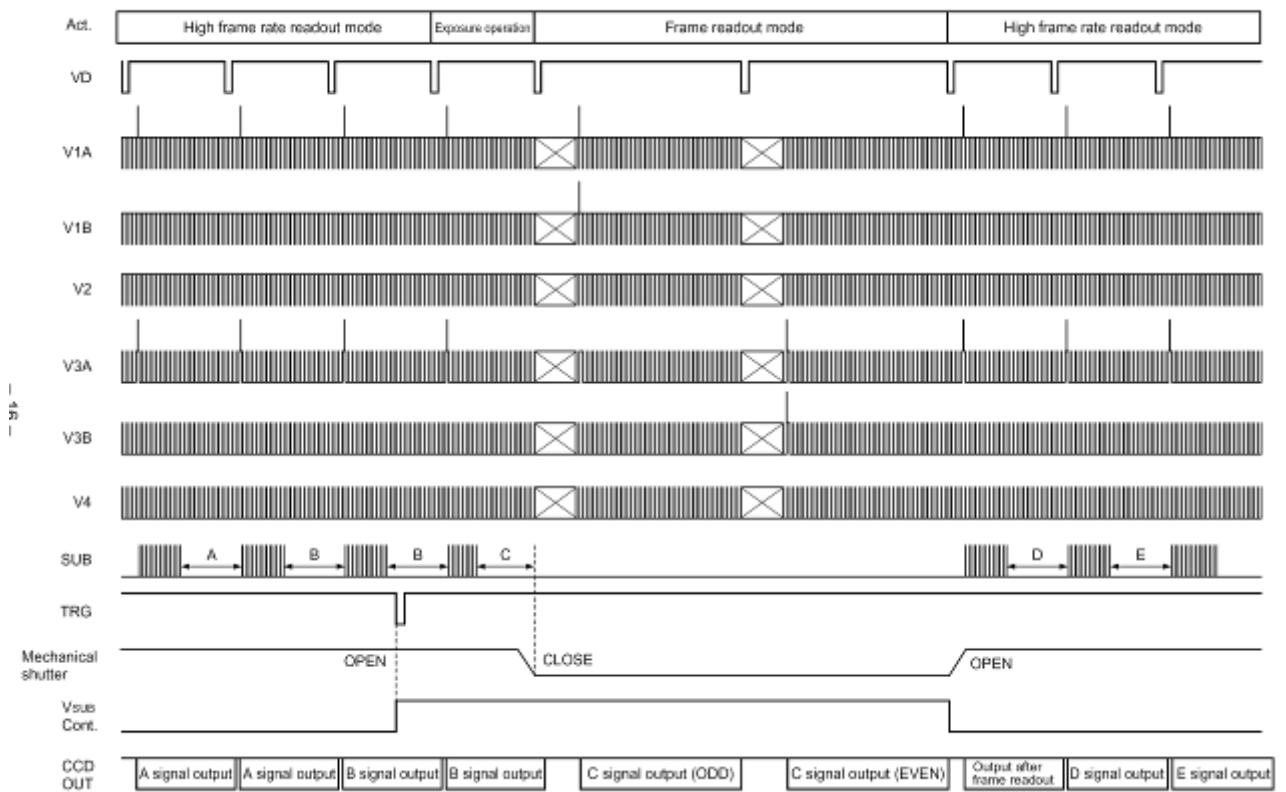 Act. High frame rate readout mode Exposure operation Frame readout mode High frame rate readout mode
VD
V1A
V1B
V2
V3A
– 16 –
V3B
V4
SUB A B B C D E
TRG
Mechanical shutter OPEN CLOSE OPEN
VSUB
Cont.
CCD
OUT
A signal output A signal output B signal output B signal output C signal output (ODD) C signal output (EVEN) Output after frame readout D signal output E signal output